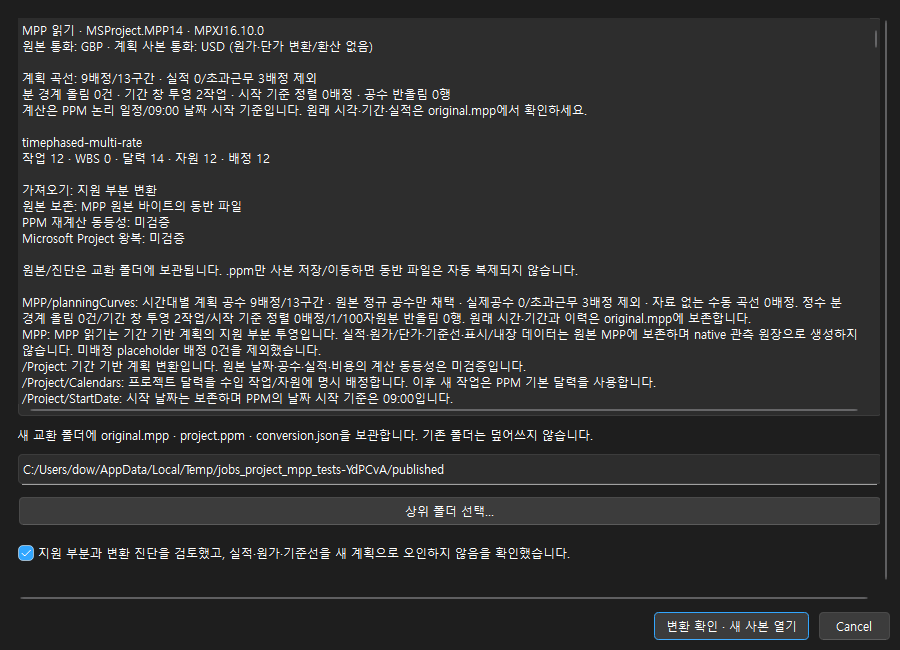 MPP 읽기 · MSProject.MPP14 · MPXJ16.10.0
원본 통화: GBP · 계획 사본 통화: USD (원가·단가 변환/환산 없음)
계획 곡선: 9배정/13구간 · 실적 0/초과근무 3배정 제외
분 경계 올림 0건 · 기간 창 투영 2작업 · 시작 기준 정렬 0배정 · 공수 반올림 0행
계산은 PPM 논리 일정/09:00 날짜 시작 기준입니다. 원래 시각·기간·실적은 original.mpp에서 확인하세요.
timephased-multi-rate
작업 12 · WBS 0 · 달력 14 · 자원 12 · 배정 12
가져오기: 지원 부분 변환
원본 보존: MPP 원본 바이트의 동반 파일
PPM 재계산 동등성: 미검증
Microsoft Project 왕복: 미검증
원본/진단은 교환 폴더에 보관됩니다. .ppm만 사본 저장/이동하면 동반 파일은 자동 복제되지 않습니다.
MPP/planningCurves: 시간대별 계획 공수 9배정/13구간 · 원본 정규 공수만 채택 · 실제공수 0/초과근무 3배정 제외 · 자료 없는 수동 곡선 0배정. 정수 분
경계 올림 0건/기간 창 투영 2작업/시작 기준 정렬 0배정/1/100자원분 반올림 0행. 원래 시간·기간과 이력은 original.mpp에 보존합니다.
MPP: MPP 읽기는 기간 기반 계획의 지원 부분 투영입니다. 실적·원가/단가·기준선·표시/내장 데이터는 원본 MPP에 보존하며 native 관측 원장으로 생성하지
않습니다. 미배정 placeholder 배정 0건을 제외했습니다.
/Project: 기간 기반 계획 변환입니다. 원본 날짜·공수·실적·비용의 계산 동등성은 미검증입니다.
/Project/Calendars: 프로젝트 달력을 수입 작업/자원에 명시 배정합니다. 이후 새 작업은 PPM 기본 달력을 사용합니다.
/Project/StartDate: 시작 날짜는 보존하며 PPM의 날짜 시작 기준은 09:00입니다.
새 교환 폴더에 original.mpp · project.ppm · conversion.json을 보관합니다. 기존 폴더는 덮어쓰지 않습니다.
C:/Users/dow/AppData/Local/Temp/jobs_project_mpp_tests-YdPCvA/published
상위 폴더 선택...
지원 부분과 변환 진단을 검토했고, 실적·원가·기준선을 새 계획으로 오인하지 않음을 확인했습니다.
변환 확인 · 새 사본 열기
Cancel